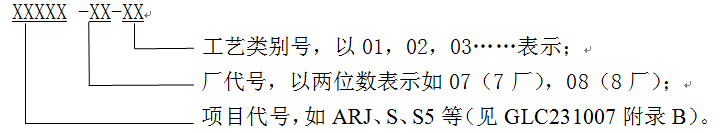 XXXXX -XX-XX
工艺类别号，以 01，02，03……表示；
厂代号，以两位数表示如 07（7 厂），08（8 厂）；
项目代号，如 ARJ、S、S5 等（见 GLC231007 附录 B）。